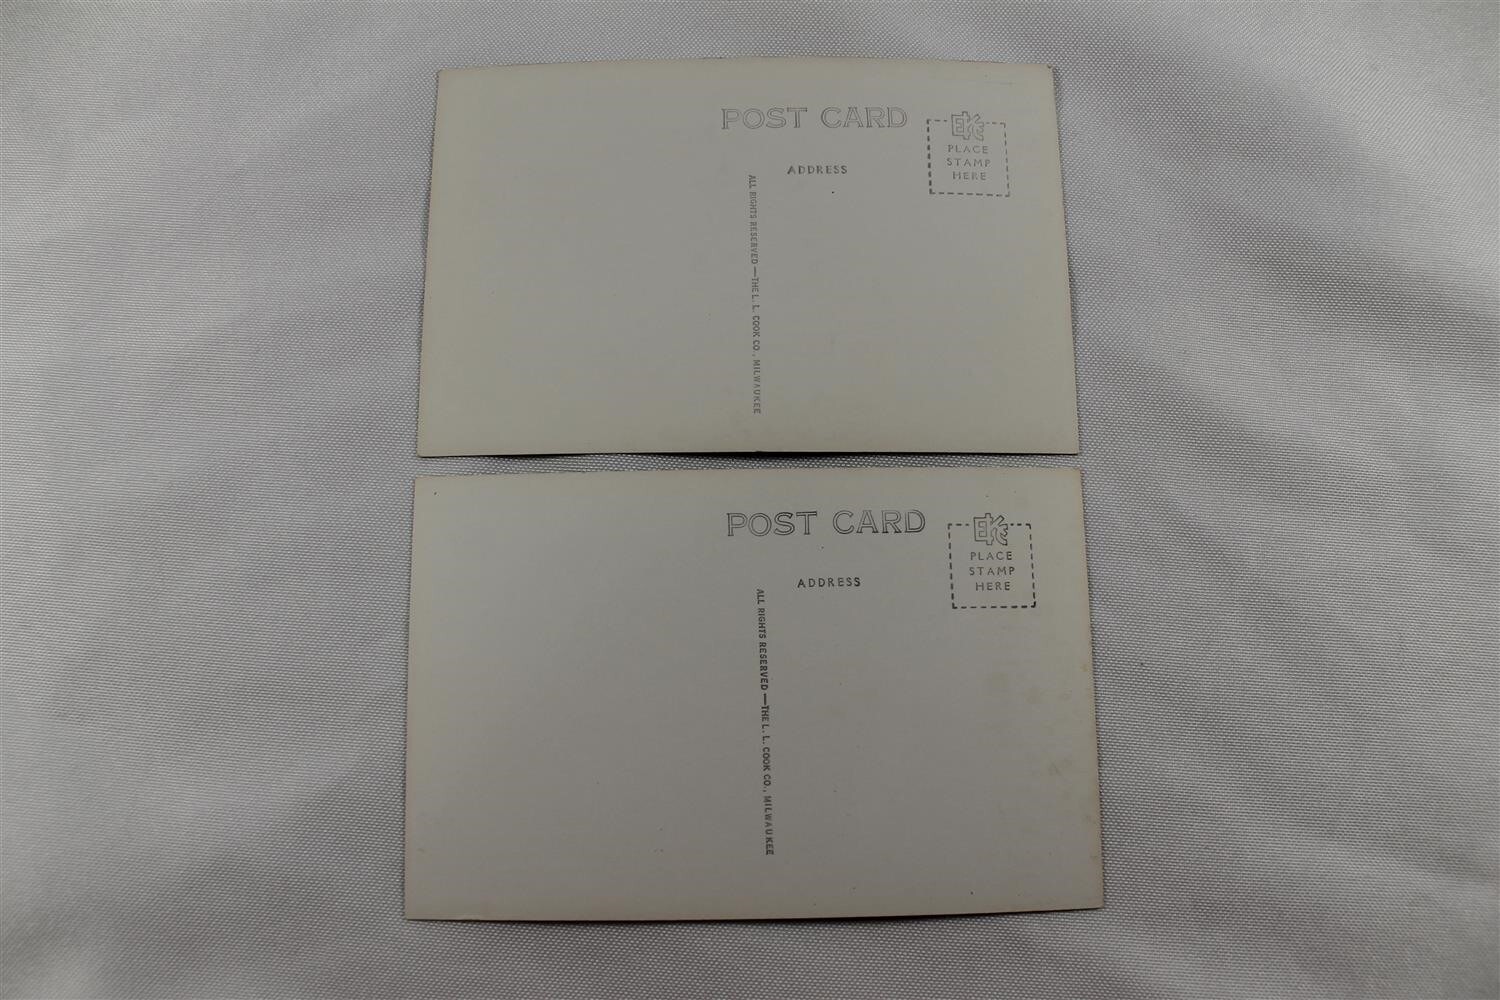 POST CARD
EKC
PLACE
STAMP
HERE
ADDRESS
ALL RIGHTS RESERVED—THE L. L. COOK CO., MILWAUKEE
POST CARD
EKC
PLACE
STAMP
HERE
ADDRESS
ALL RIGHTS RESERVED—THE L. L. COOK CO., MILWAUKEE